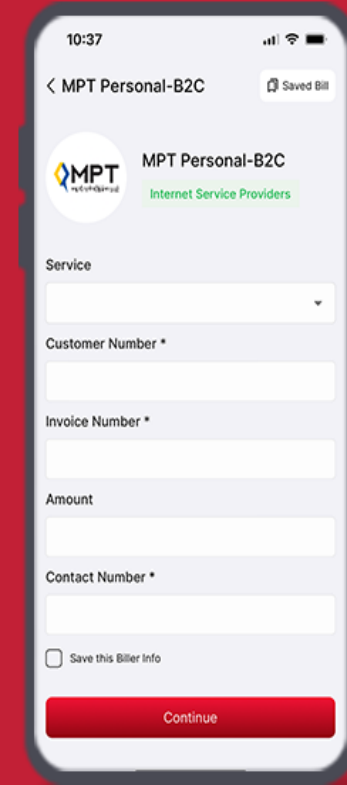 10:37
MPT Personal-B2C
Saved Bill
MPT
MPT Personal-B2C
Internet Service Providers
Service
Customer Number *
Invoice Number *
Amount
Contact Number *
Save this Biller Info
Continue